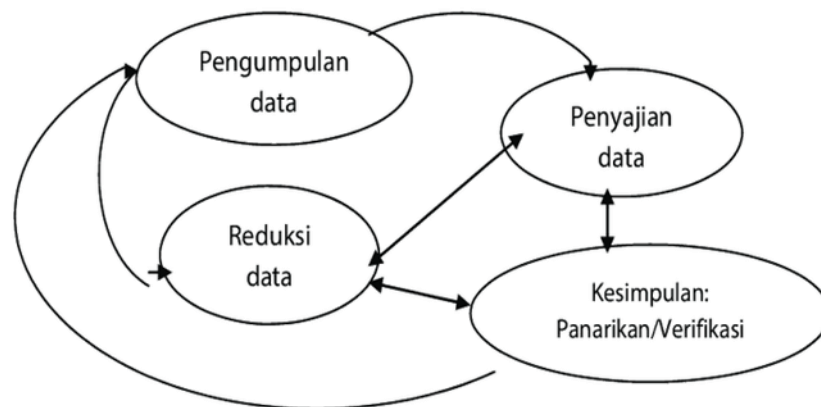 Pengumpulan
data
Penyajian
data
Reduksi
data
Kesimpulan:
Panarikan/Verifikasi